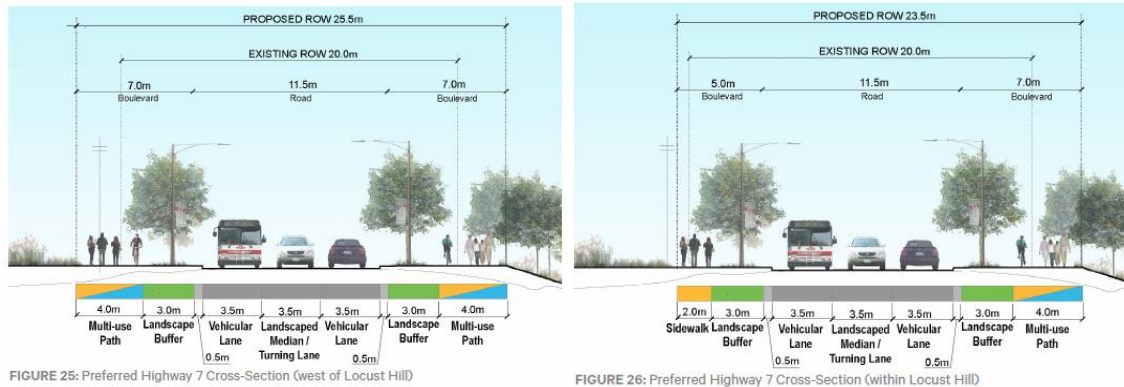 PROPOSED ROW 25.5m
EXISTING ROW 20.0m
7.0m
Boulevard
11.5m
Road
7.0m
Boulevard
4.0m
Multi-use
Path
3.0m
Landscape
Buffer
0.5m
3.5m
Vehicular
Lane
3.5m
Landscaped
Median /
Turning Lane
3.5m
Vehicular
Lane
0.5m
3.0m
Landscape
Buffer
4.0m
Multi-use
Path
FIGURE 25: Preferred Highway 7 Cross-Section (west of Locust Hill)
PROPOSED ROW 23.5m
EXISTING ROW 20.0m
5.0m
Boulevard
11.5m
Road
7.0m
Boulevard
2.0m
Sidewalk
3.0m
Landscape
Buffer
0.5m
3.5m
Vehicular
Lane
3.5m
Landscaped
Median /
Turning Lane
3.5m
Vehicular
Lane
0.5m
3.0m
Landscape
Buffer
4.0m
Multi-use
Path
FIGURE 26: Preferred Highway 7 Cross-Section (within Locust Hill)